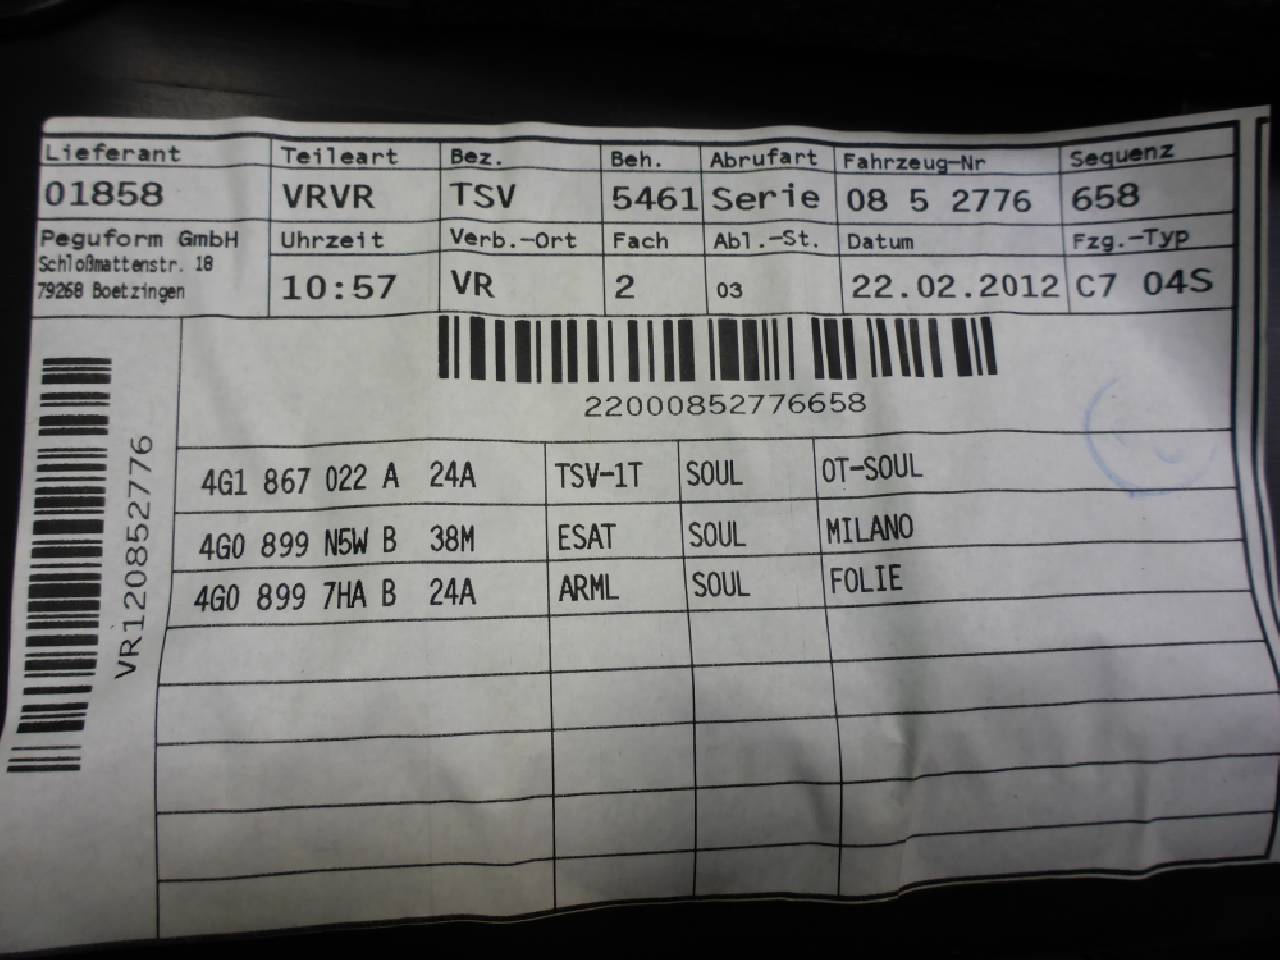 Lieferant Teileart Bez. Beh. Abrufart Fahrzeug-Nr Sequenz
01858 VRVR TSV 5461 Serie 08 5 2776 658
Peguform GmbH Uhrzeit Verb.-Ort Fach Abl.-St. Datum Fzg.-Typ
Schloßmattenstr. 18
79268 Boetzingen 10:57 VR 2 03 22.02.2012 C7 04S
22000852776658
VR12085277​6
4G1 867 022 A 24A TSV-1T SOUL OT-SOUL
4G0 899 N5W B 38M ESAT SOUL MILANO
4G0 899 7HA B 24A ARML SOUL FOLIE